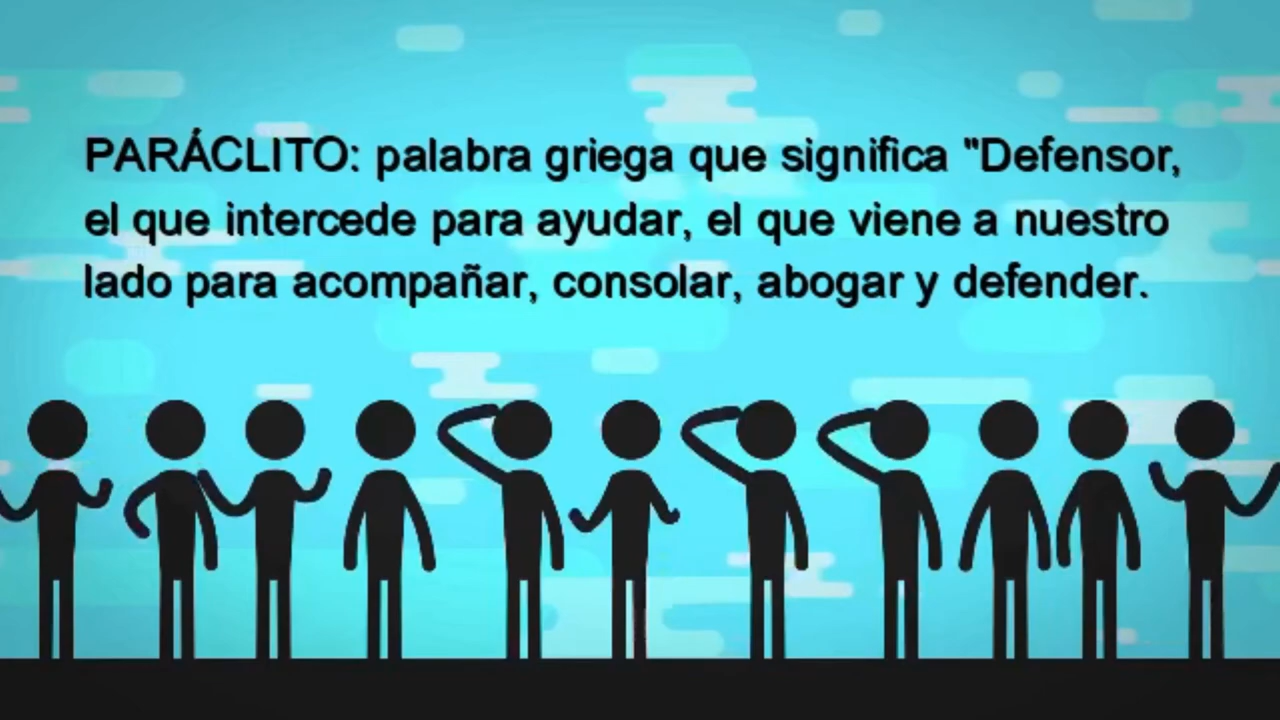 PARÁCLITO: palabra griega que significa "Defensor,
el que intercede para ayudar, el que viene a nuestro
lado para acompañar, consolar, abogar y defender.